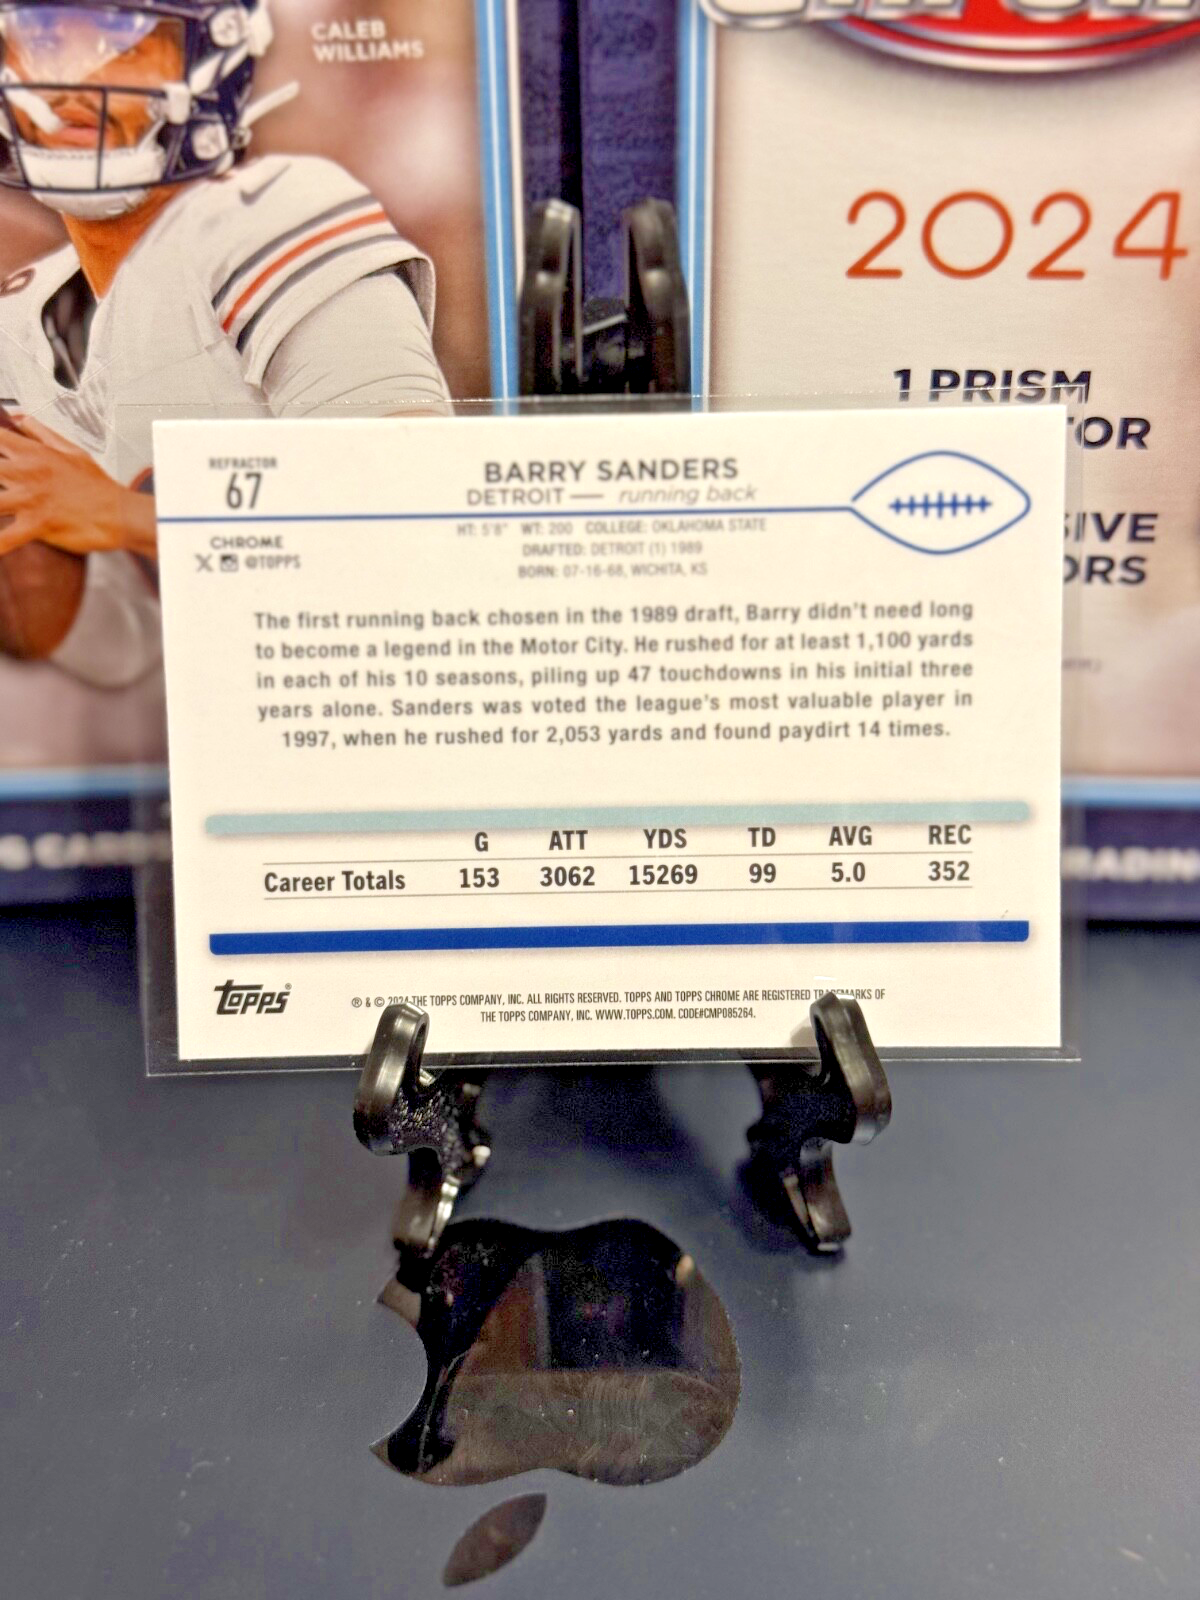 CALEB
WILLIAMS
2024
1 PRISM
REFRACTOR
67
BARRY SANDERS
DETROIT — running back
HT: 5'8" WT: 200 COLLEGE: OKLAHOMA STATE
DRAFTED: DETROIT (1) 1989
BORN: 07-16-68, WICHITA, KS
CHROME
@TOPPS
The first running back chosen in the 1989 draft, Barry didn't need long
to become a legend in the Motor City. He rushed for at least 1,100 yards
in each of his 10 seasons, piling up 47 touchdowns in his initial three
years alone. Sanders was voted the league's most valuable player in
1997, when he rushed for 2,053 yards and found paydirt 14 times.
G ATT YDS TD AVG REC
Career Totals 153 3062 15269 99 5.0 352
TOPPS®
® & © 2024 THE TOPPS COMPANY, INC. ALL RIGHTS RESERVED. TOPPS AND TOPPS CHROME ARE REGISTERED TRADEMARKS OF
THE TOPPS COMPANY, INC. WWW.TOPPS.COM. CODE#CMP085264.